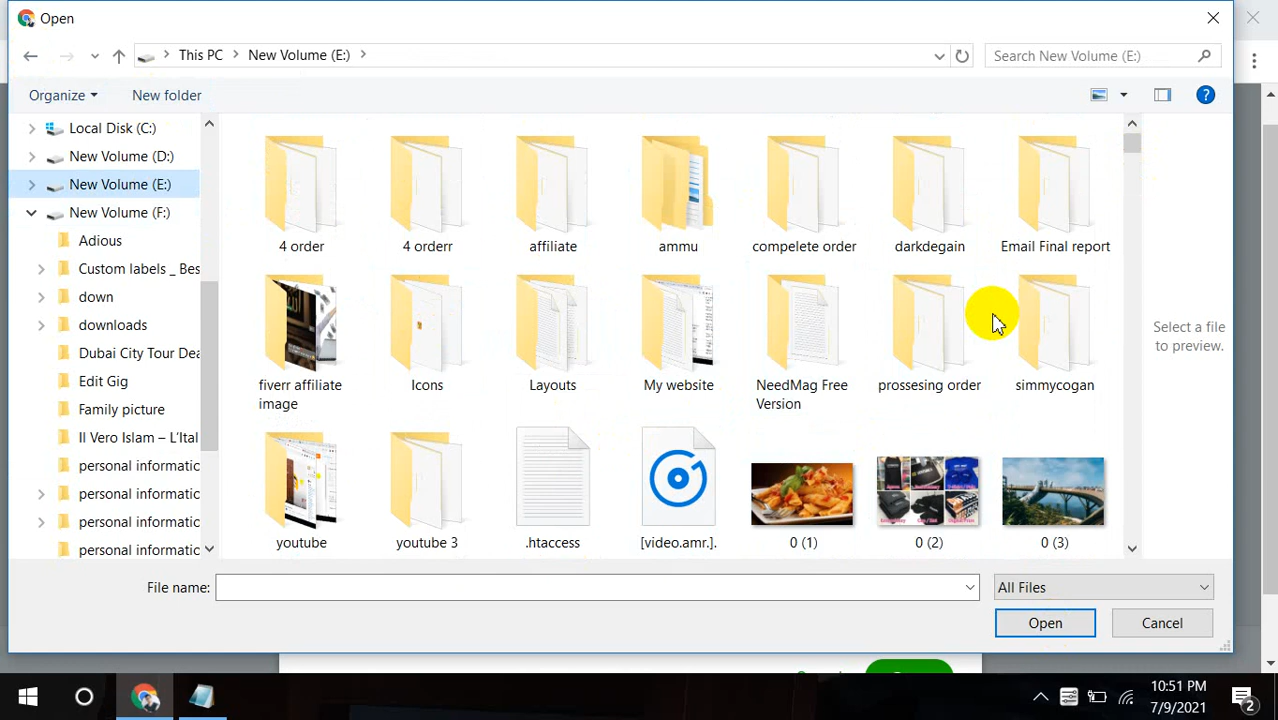 Open
This PC
New Volume (E:)
Search New Volume (E:)
Organize
New folder
Local Disk (C:)
New Volume (D:)
New Volume (E:)
New Volume (F:)
Adious
Custom labels _ Bes
down
downloads
Dubai City Tour Dea
Edit Gig
Family picture
Il Vero Islam – L'Ital
personal informatic
personal informatic
personal informatic
personal informatic
4 order
4 orderr
affiliate
ammu
compelete order
darkdegain
Email Final report
fiverr affiliate
image
Icons
Layouts
My website
NeedMag Free
Version
prossesing order
simmycogan
youtube
youtube 3
.htaccess
[video.amr.].
0 (1)
0 (2)
0 (3)
Select a file
to preview.
File name:
All Files
Open
Cancel
10:51 PM
7/9/2021
2